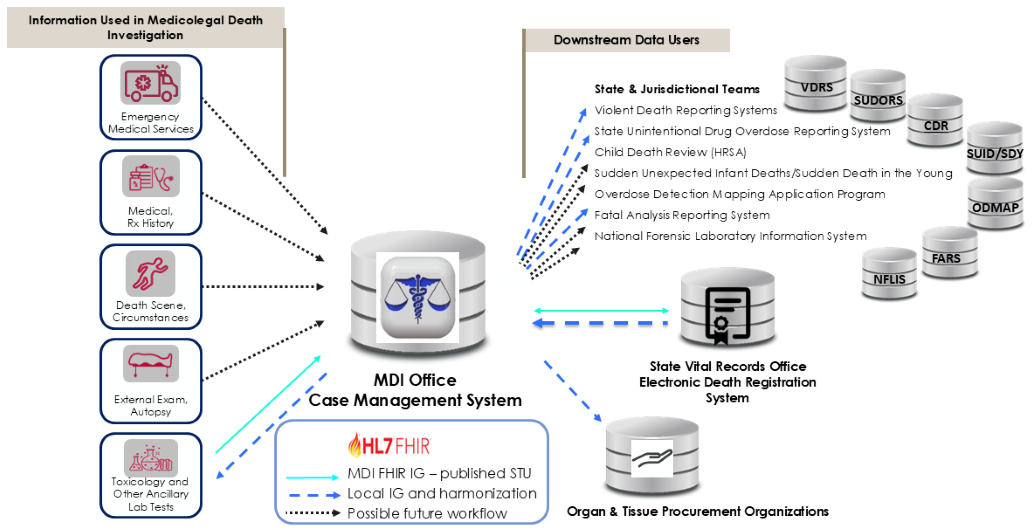 Information Used in Medicolegal Death
Investigation
Emergency
Medical Services
Medical,
Rx History
Death Scene,
Circumstances
External Exam,
Autopsy
Toxicology and
Other Ancillary
Lab Tests
MDI Office
Case Management System
HL7 FHIR
MDI FHIR IG – published STU
Local IG and harmonization
Possible future workflow
Downstream Data Users
State & Jurisdictional Teams
Violent Death Reporting Systems
State Unintentional Drug Overdose Reporting System
Child Death Review (HRSA)
Sudden Unexpected Infant Deaths/Sudden Death in the Young
Overdose Detection Mapping Application Program
Fatal Analysis Reporting System
National Forensic Laboratory Information System
VDRS
SUDORS
CDR
SUID/SDY
ODMAP
FARS
NFLIS
State Vital Records Office
Electronic Death Registration
System
Organ & Tissue Procurement Organizations